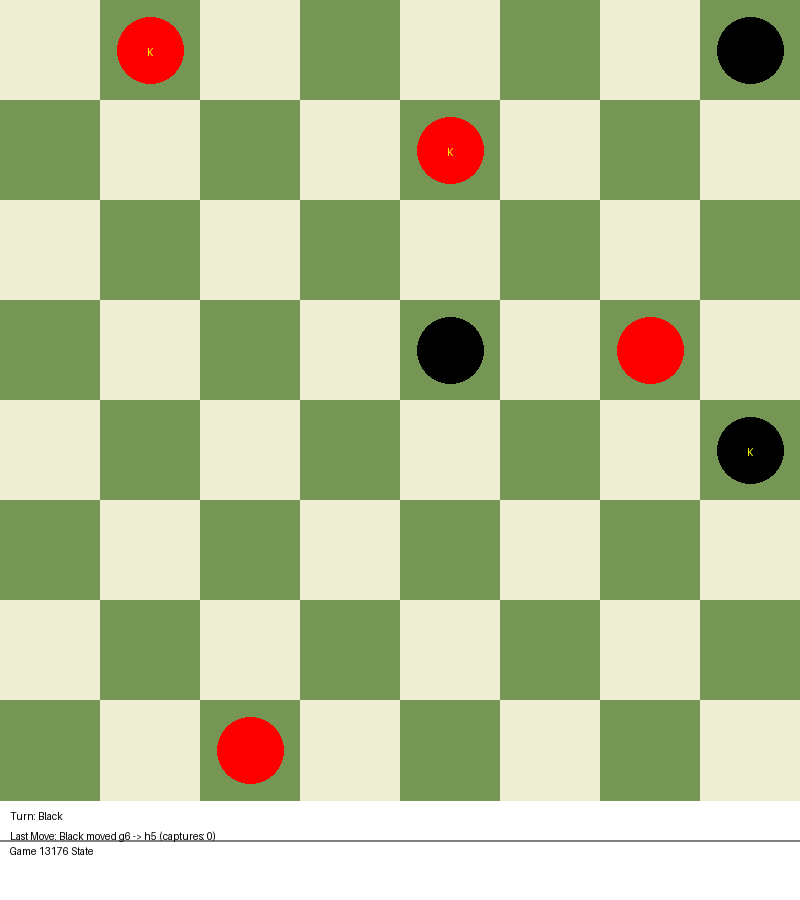 K
K
K
Turn: Black
Last Move: Black moved g6 -> h5 (captures: 0)
Game 13176 State